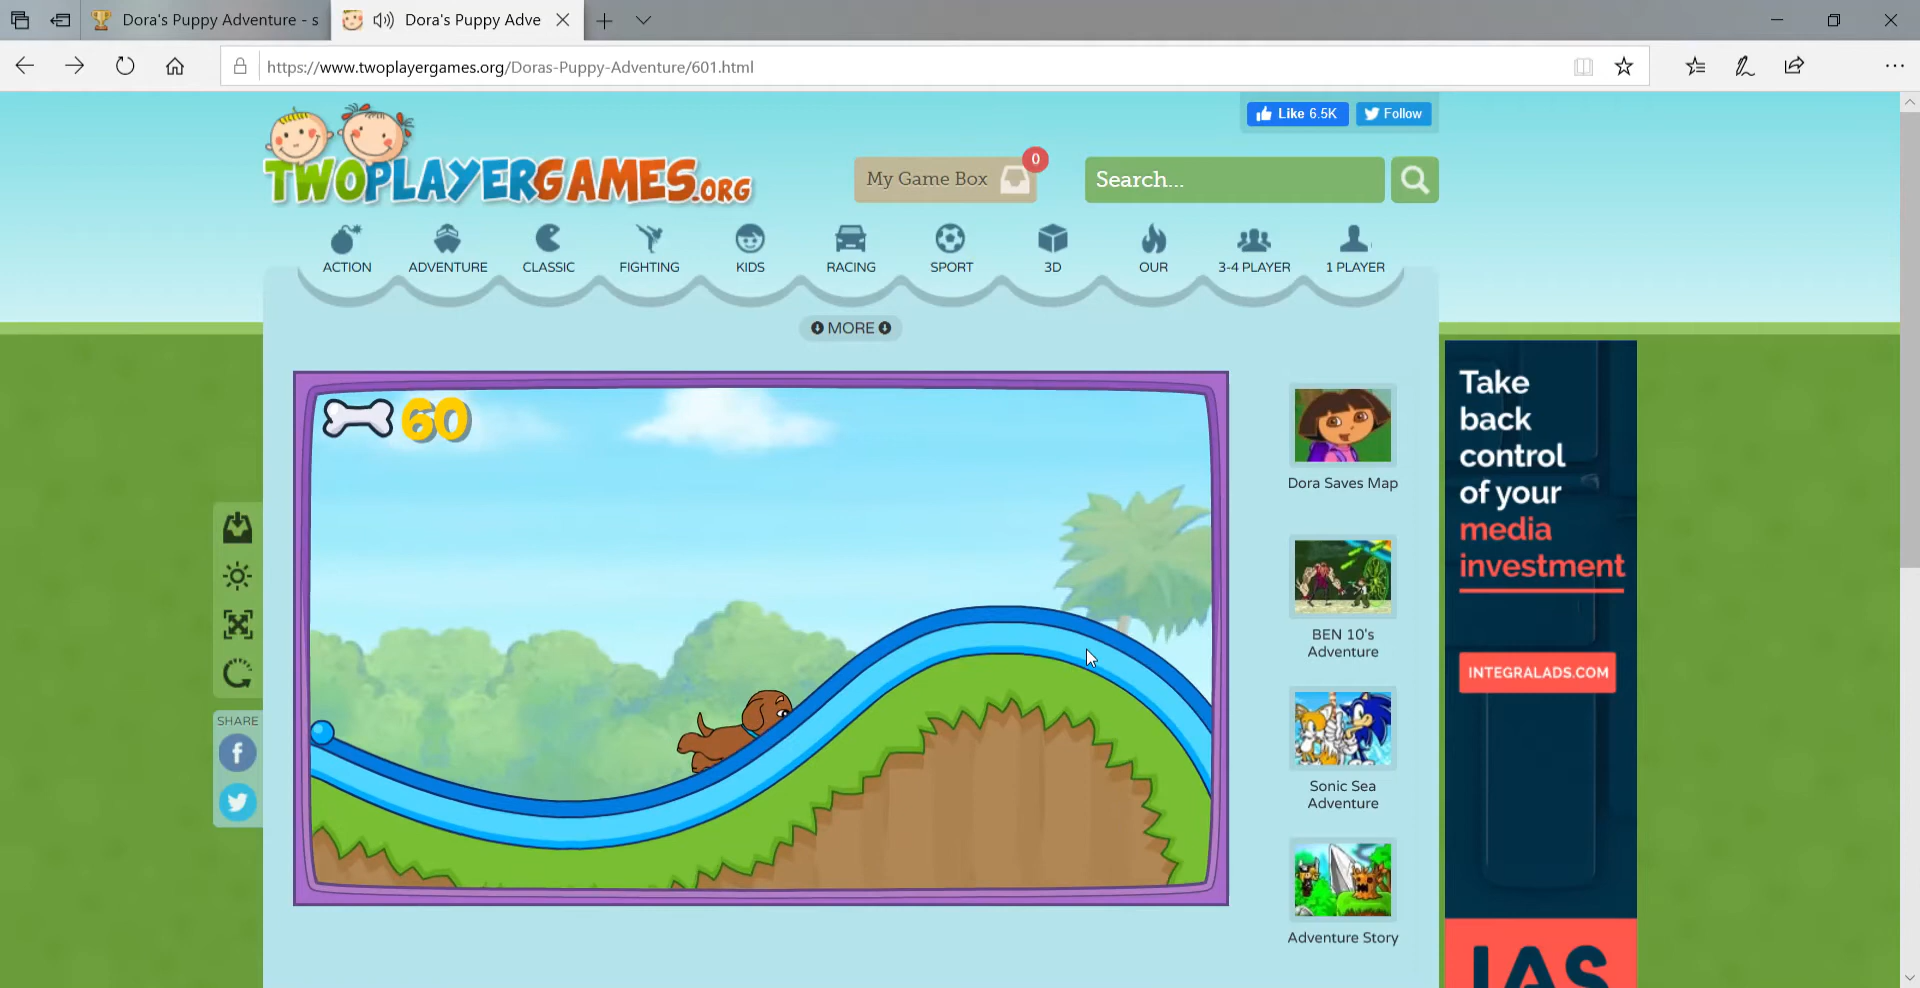 Dora's Puppy Adventure - s
Dora's Puppy Adve
https://www.twoplayergames.org/Doras-Puppy-Adventure/601.html
Like 6.5K
Follow
TWOPLAYERGAMES.ORG
My Game Box
0
Search...
ACTION
ADVENTURE
CLASSIC
FIGHTING
KIDS
RACING
SPORT
3D
OUR
3-4 PLAYER
1 PLAYER
MORE
60
SHARE
Dora Saves Map
BEN 10's
Adventure
Sonic Sea
Adventure
Adventure Story
Take
back
control
of your
media
investment
INTEGRALADS.COM
IAS